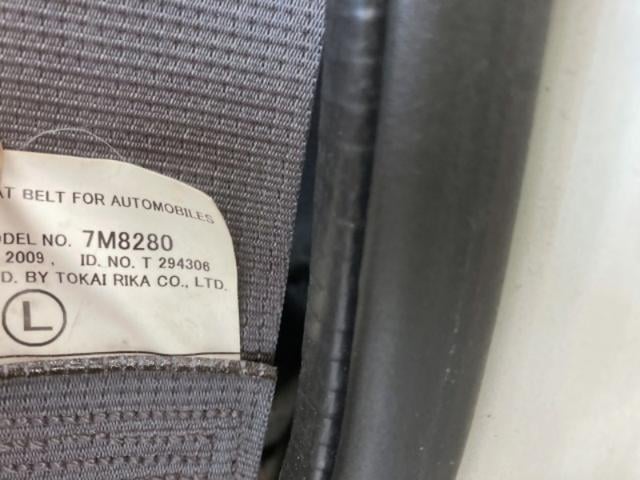 AT BELT FOR AUTOMOBILES
ODEL NO. 7M8280
2009, ID. NO. T 294306
D. BY TOKAI RIKA CO., LTD.
L